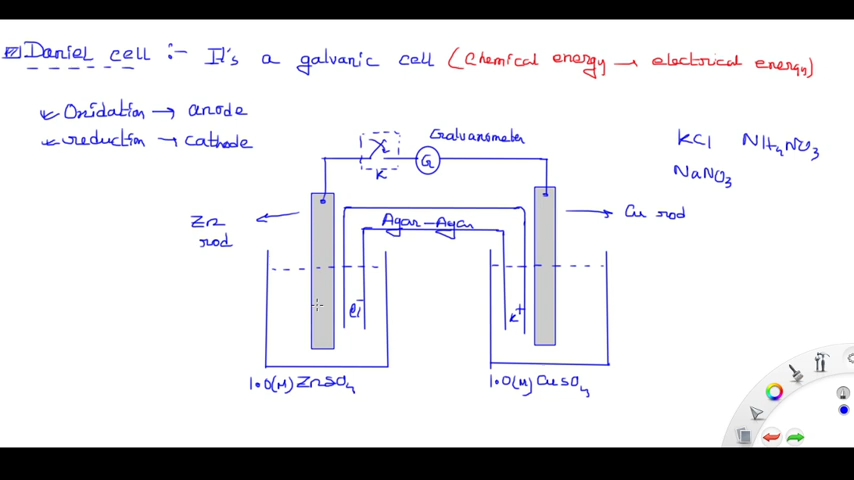 Daniel cell :- It's a galvanic cell (Chemical energy → electrical energy)
Oxidation → anode
reduction → cathode
Galvanometer
KCl NH₄NO₃
NaNO₃
K
G
Zn rod
Agar-Agar
Cu rod
Cl⁻
K⁺
1.0(M) ZnSO₄
1.0(M) CuSO₄